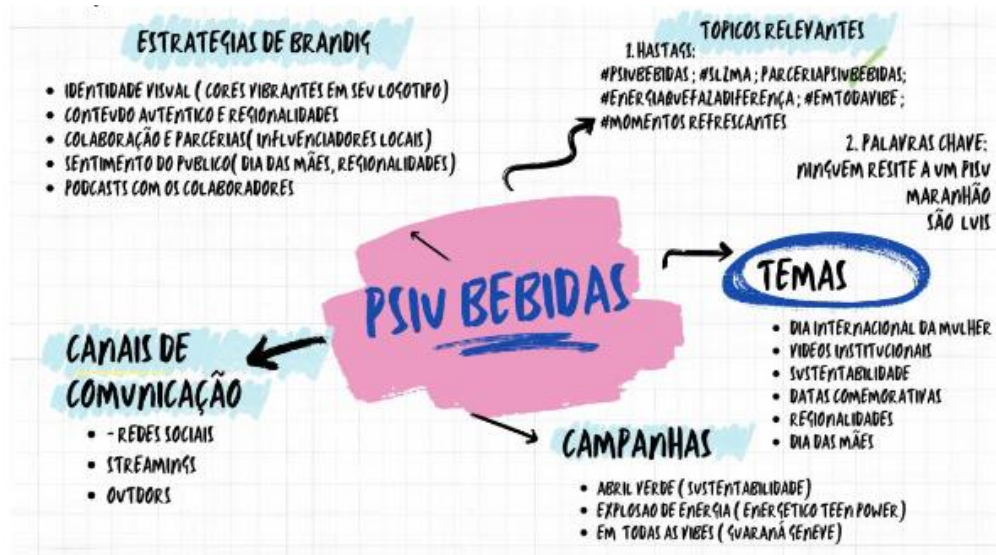 ESTRATEGIAS DE BRANDIG
• IDENTIDADE VISUAL ( CORES VIBRANTES EM SEU LOGOTIPO)
• CONTEUDO AUTENTICO E REGIONALIDADES
• COLABORAÇÃO E PARCERIAS( INFLUENCIADORES LOCAIS)
• SENTIMENTO DO PUBLICO( DIA DAS MÃES, REGIONALIDADES)
• PODCASTS COM OS COLABORADORES
TOPICOS RELEVANTES
1. HASTAGS:
#PSIUBEBIDAS ; #SLZMA ; PARCERIAPSIUBEBIDAS;
#ENERGIAQUEFAZADIFERENÇA ; #EMTODAVIBE ;
#MOMENTOS REFRESCANTES
2. PALAVRAS CHAVE:
NINGUÉM RESITE A UM PISU
MARANHÃO
SÃO LUIS
PSIU BEBIDAS
TEMAS
• DIA INTERNACIONAL DA MULHER
• VIDEOS INSTITUCIONAIS
• SUSTENTABILIDADE
• DATAS COMEMORATIVAS
• REGIONALIDADES
• DIA DAS MÃES
CANAIS DE
COMUNICAÇÃO
• - REDES SOCIAIS
• STREAMINGS
• OUTDORS
CAMPANHAS
• ABRIL VERDE ( SUSTENTABILIDADE)
• EXPLOSAO DE ENERGIA ( ENERGETICO TEEN POWER)
• EM TODAS AS VIBES ( GUARANÁ GENEVE)